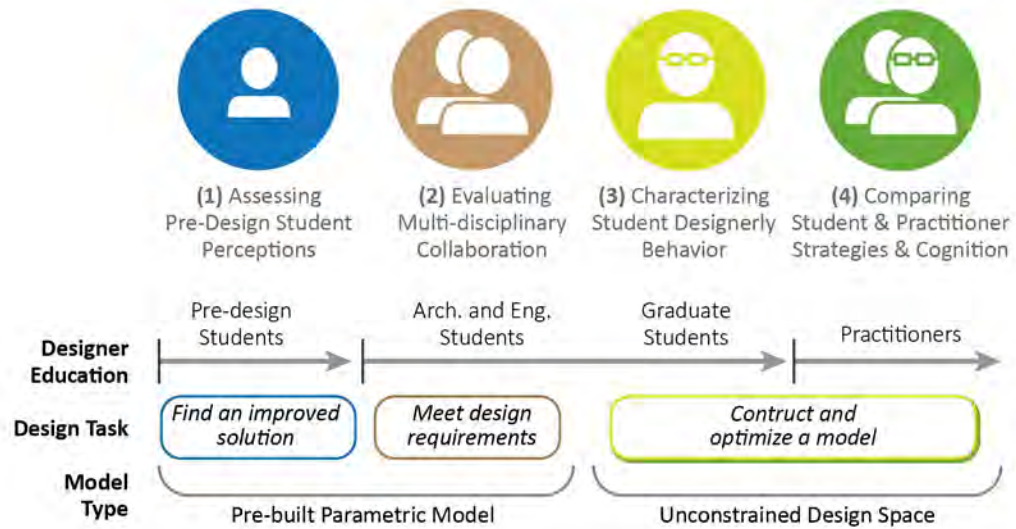 (1) Assessing
Pre-Design Student
Perceptions
(2) Evaluating
Multi-disciplinary
Collaboration
(3) Characterizing
Student Designerly
Behavior
(4) Comparing
Student & Practitioner
Strategies & Cognition
Designer
Education
Pre-design
Students
Arch. and Eng.
Students
Graduate
Students
Practitioners
Design Task
Find an improved
solution
Meet design
requirements
Contruct and
optimize a model
Model
Type
Pre-built Parametric Model
Unconstrained Design Space